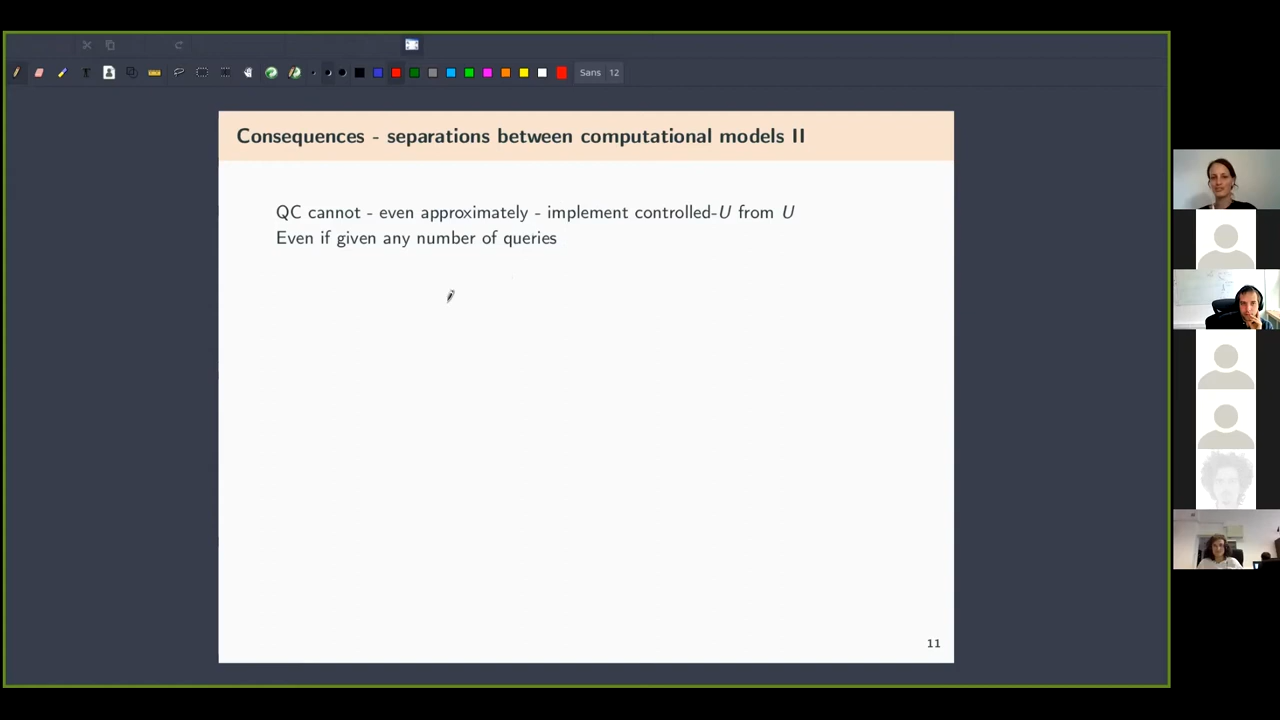 Sans 12
Consequences - separations between computational models II
QC cannot - even approximately - implement controlled-U from U
Even if given any number of queries
11